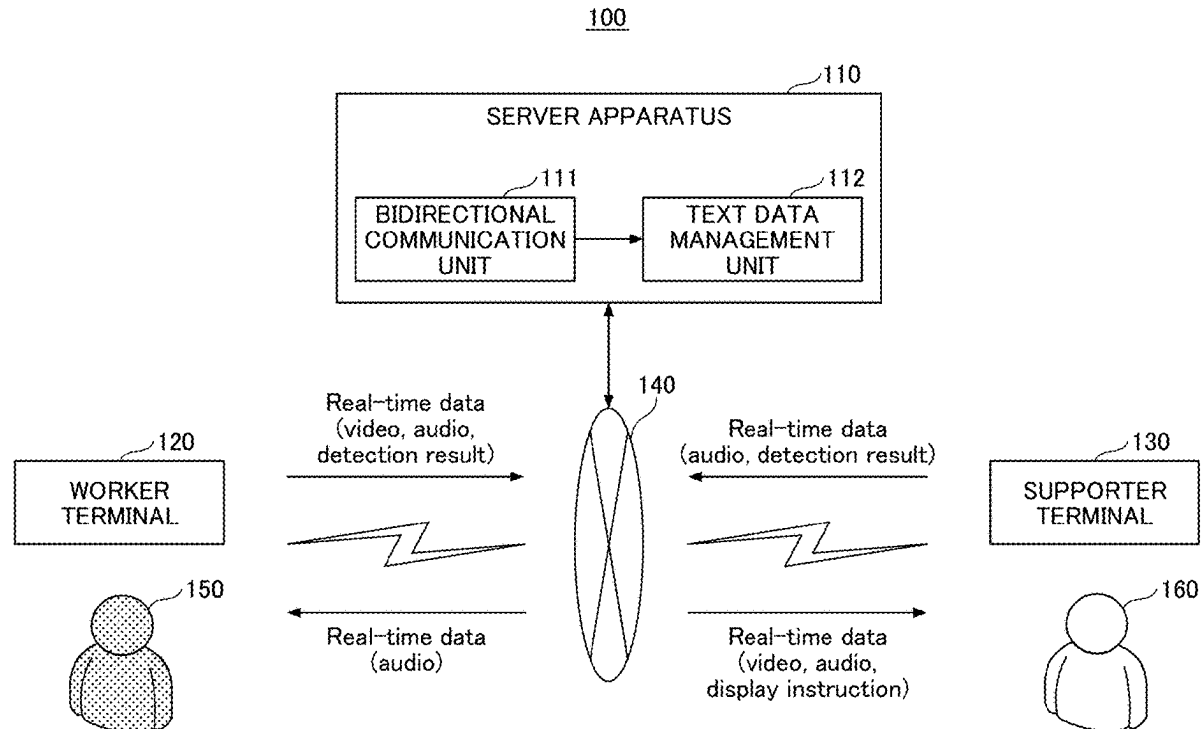 100
110
SERVER APPARATUS
111
112
BIDIRECTIONAL
COMMUNICATION
UNIT
TEXT DATA
MANAGEMENT
UNIT
140
Real-time data
(video, audio,
detection result)
Real-time data
(audio, detection result)
120
130
WORKER
TERMINAL
SUPPORTER
TERMINAL
150
160
Real-time data
(audio)
Real-time data
(video, audio,
display instruction)